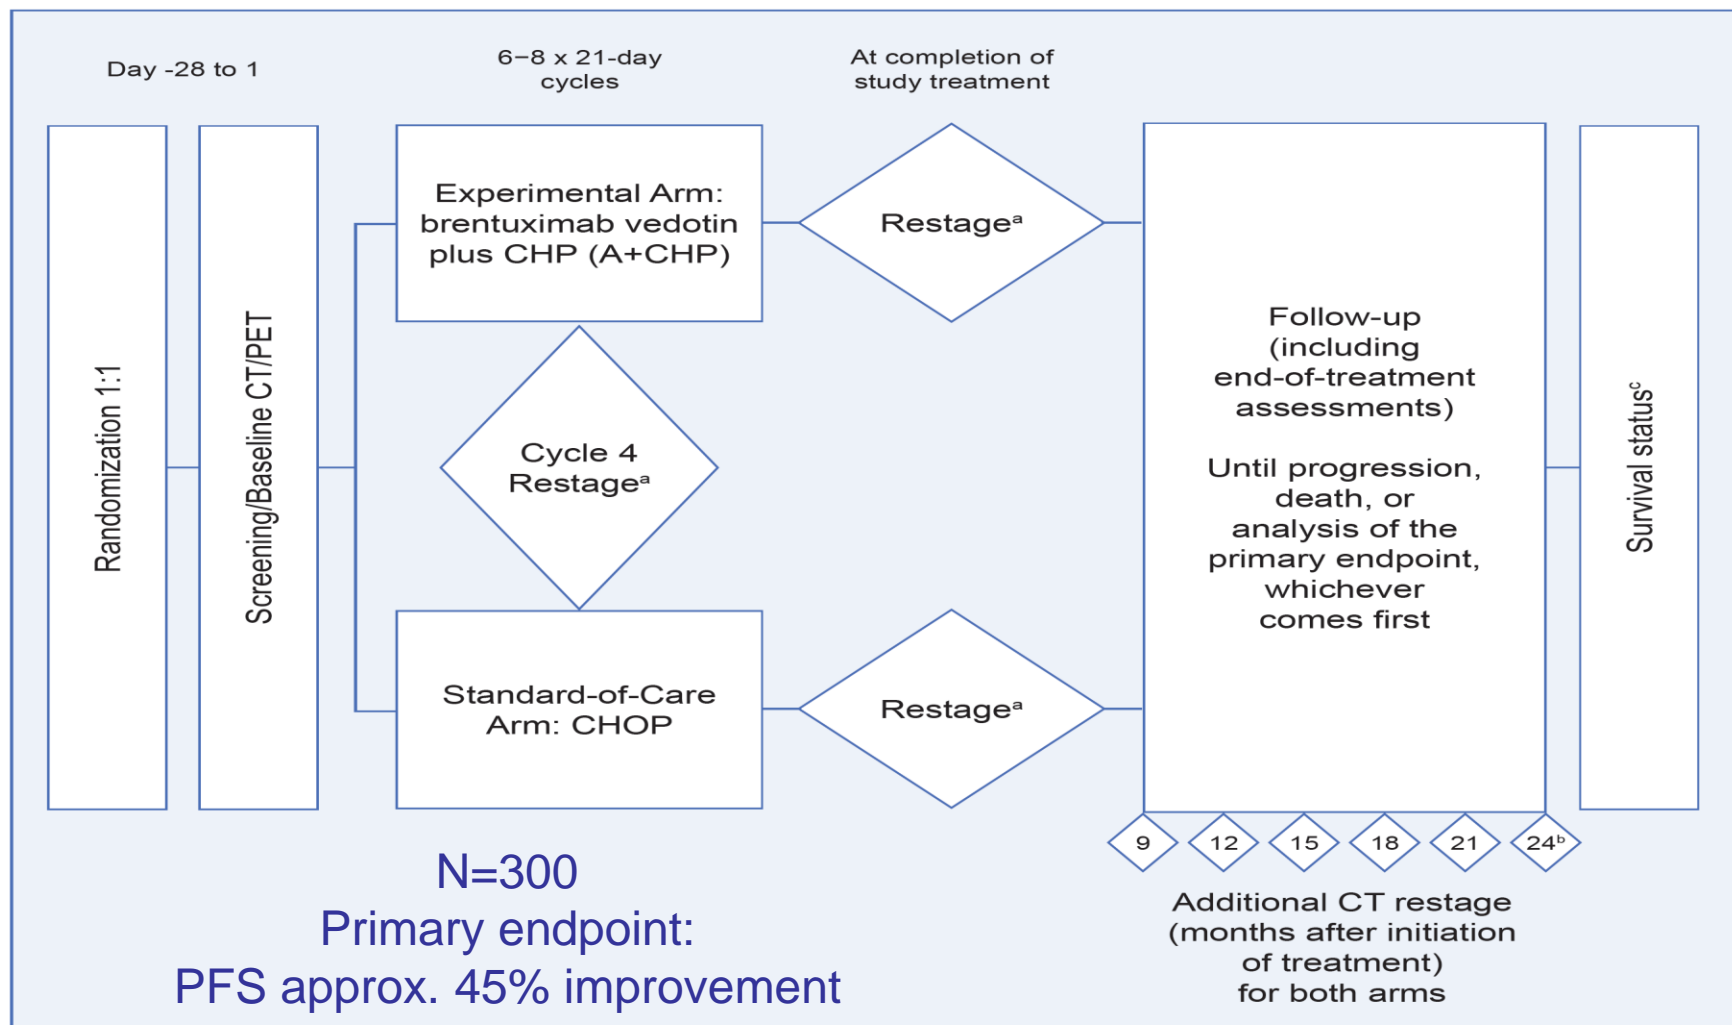 Day -28 to 1
6–8 x 21-day
cycles
At completion of
study treatment
Randomization 1:1
Screening/Baseline CT/PET
Experimental Arm:
brentuximab vedotin
plus CHP (A+CHP)
Cycle 4
Restageᵃ
Standard-of-Care
Arm: CHOP
Restageᵃ
Restageᵃ
Follow-up
(including
end-of-treatment
assessments)
Until progression,
death, or
analysis of the
primary endpoint,
whichever
comes first
Survival statusᶜ
9 12 15 18 21 24ᵇ
Additional CT restage
(months after initiation
of treatment)
for both arms
N=300
Primary endpoint:
PFS approx. 45% improvement